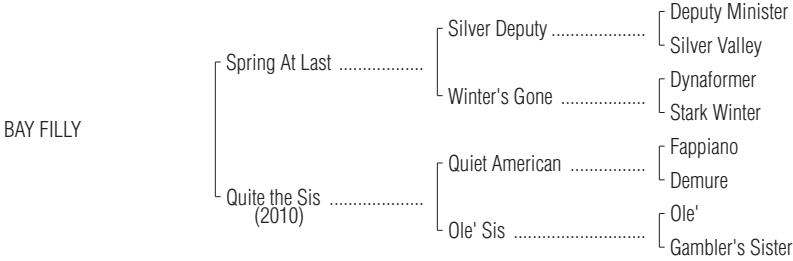 Deputy Minister
Silver Deputy ....................
Silver Valley
Spring At Last ..................
Dynaformer
Winter's Gone ..................
Stark Winter
BAY FILLY
Fappiano
Quiet American ................
Demure
Quite the Sis ....................
(2010)
Ole'
Ole' Sis ............................
Gambler's Sister